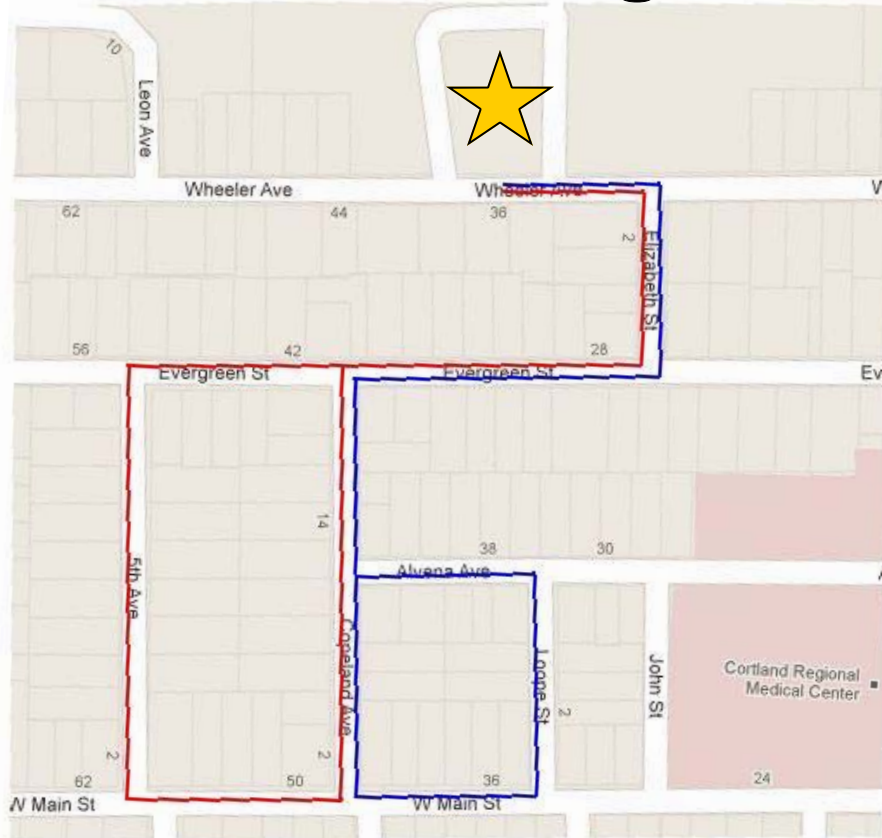 10
Leon Ave
Wheeler Ave
Wheeler Ave
62
44
36
2
Elizabeth St
56
42
28
Evergreen St
Evergreen St
Ev
14
38
30
Alvena Ave
5th Ave
Copeland Ave
Loope St
2
John St
Cortland Regional
Medical Center
2
2
62
50
36
24
W Main St
W Main St